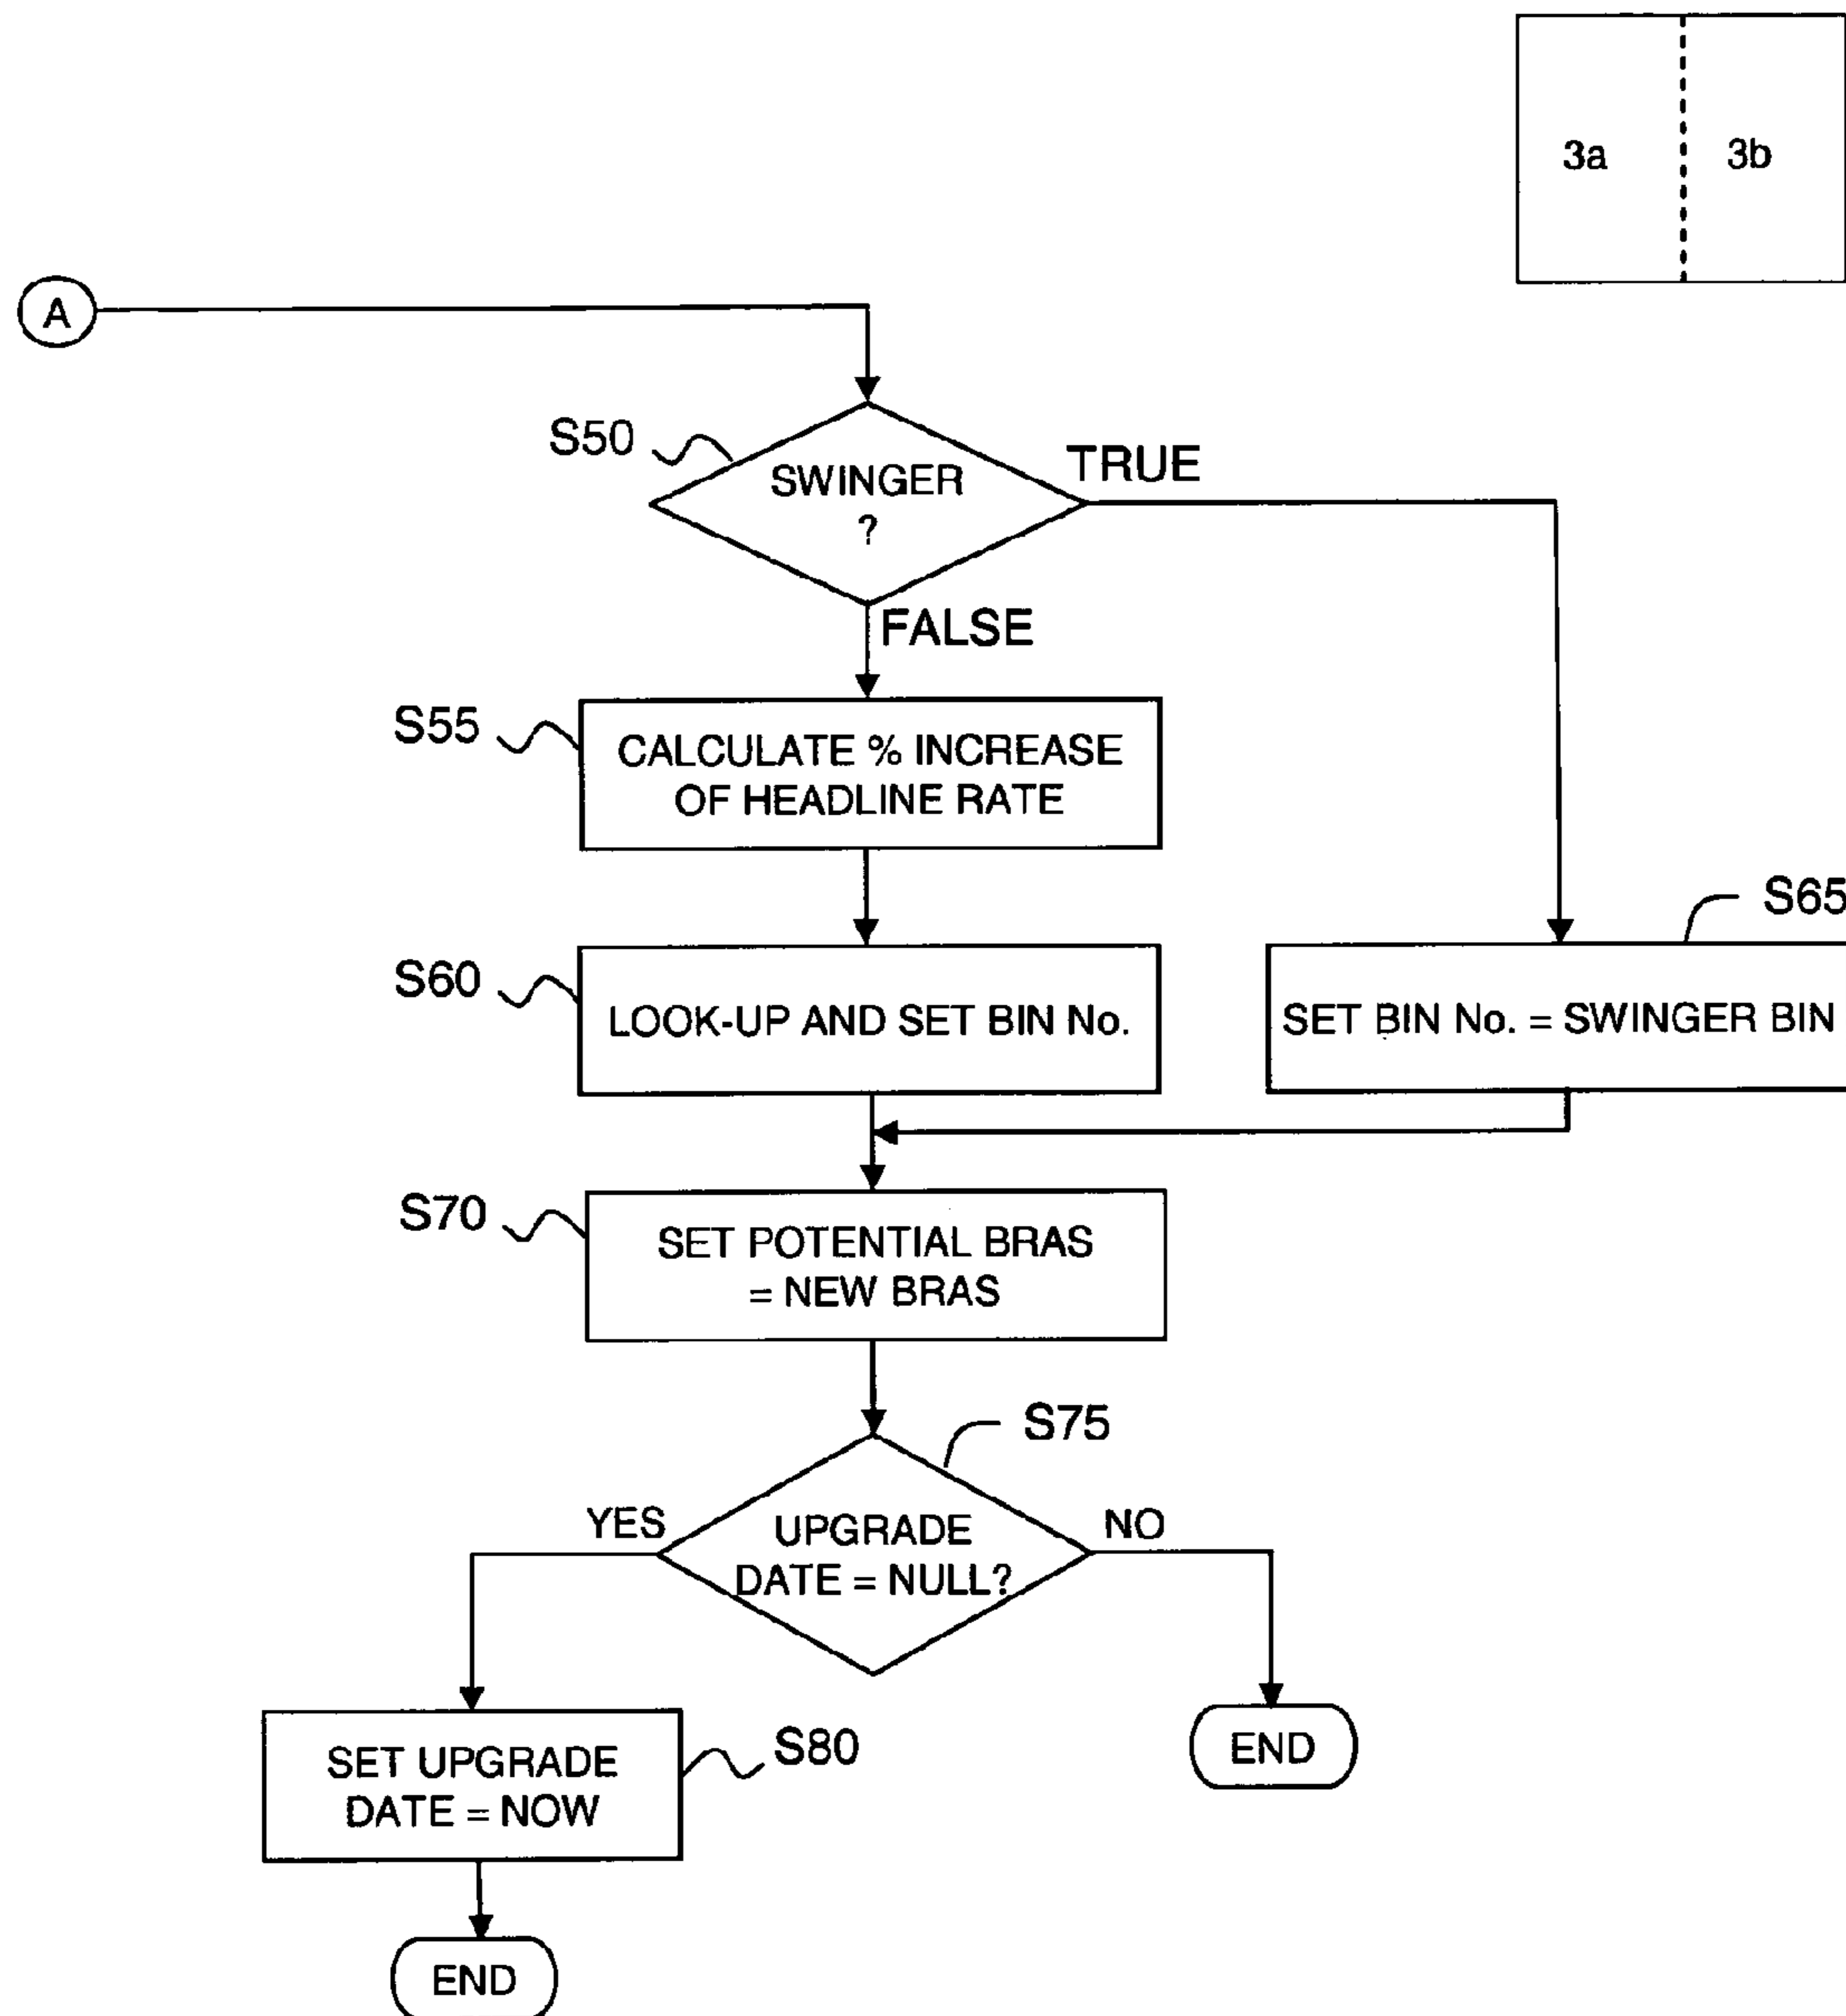 3a
3b
A
S50
SWINGER
?
TRUE
FALSE
S55
CALCULATE % INCREASE
OF HEADLINE RATE
S65
S60
LOOK-UP AND SET BIN No.
SET BIN No. = SWINGER BIN
S70
SET POTENTIAL BRAS
= NEW BRAS
S75
YES
UPGRADE
DATE = NULL?
NO
SET UPGRADE
DATE = NOW
S80
END
END